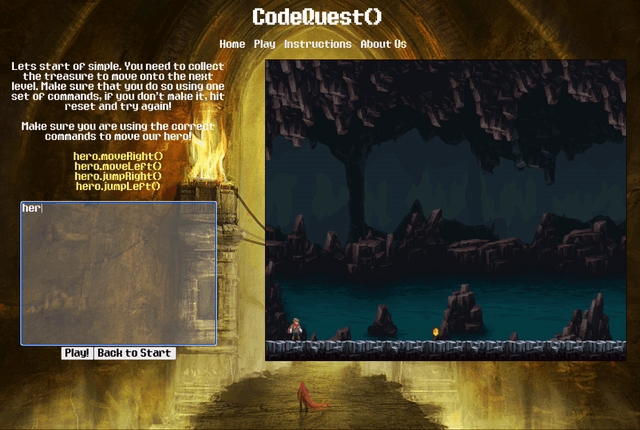 CodeQuest()
Home Play Instructions About Us
Lets start of simple. You need to collect
the treasure to move onto the next
level. Make sure that you do so using one
set of commands, if you don't make it, hit
reset and try again!
Make sure you are using the correct
commands to move our hero!
hero.moveRight()
hero.moveLeft()
hero.jumpRight()
hero.jumpLeft()
her
Play! Back to Start